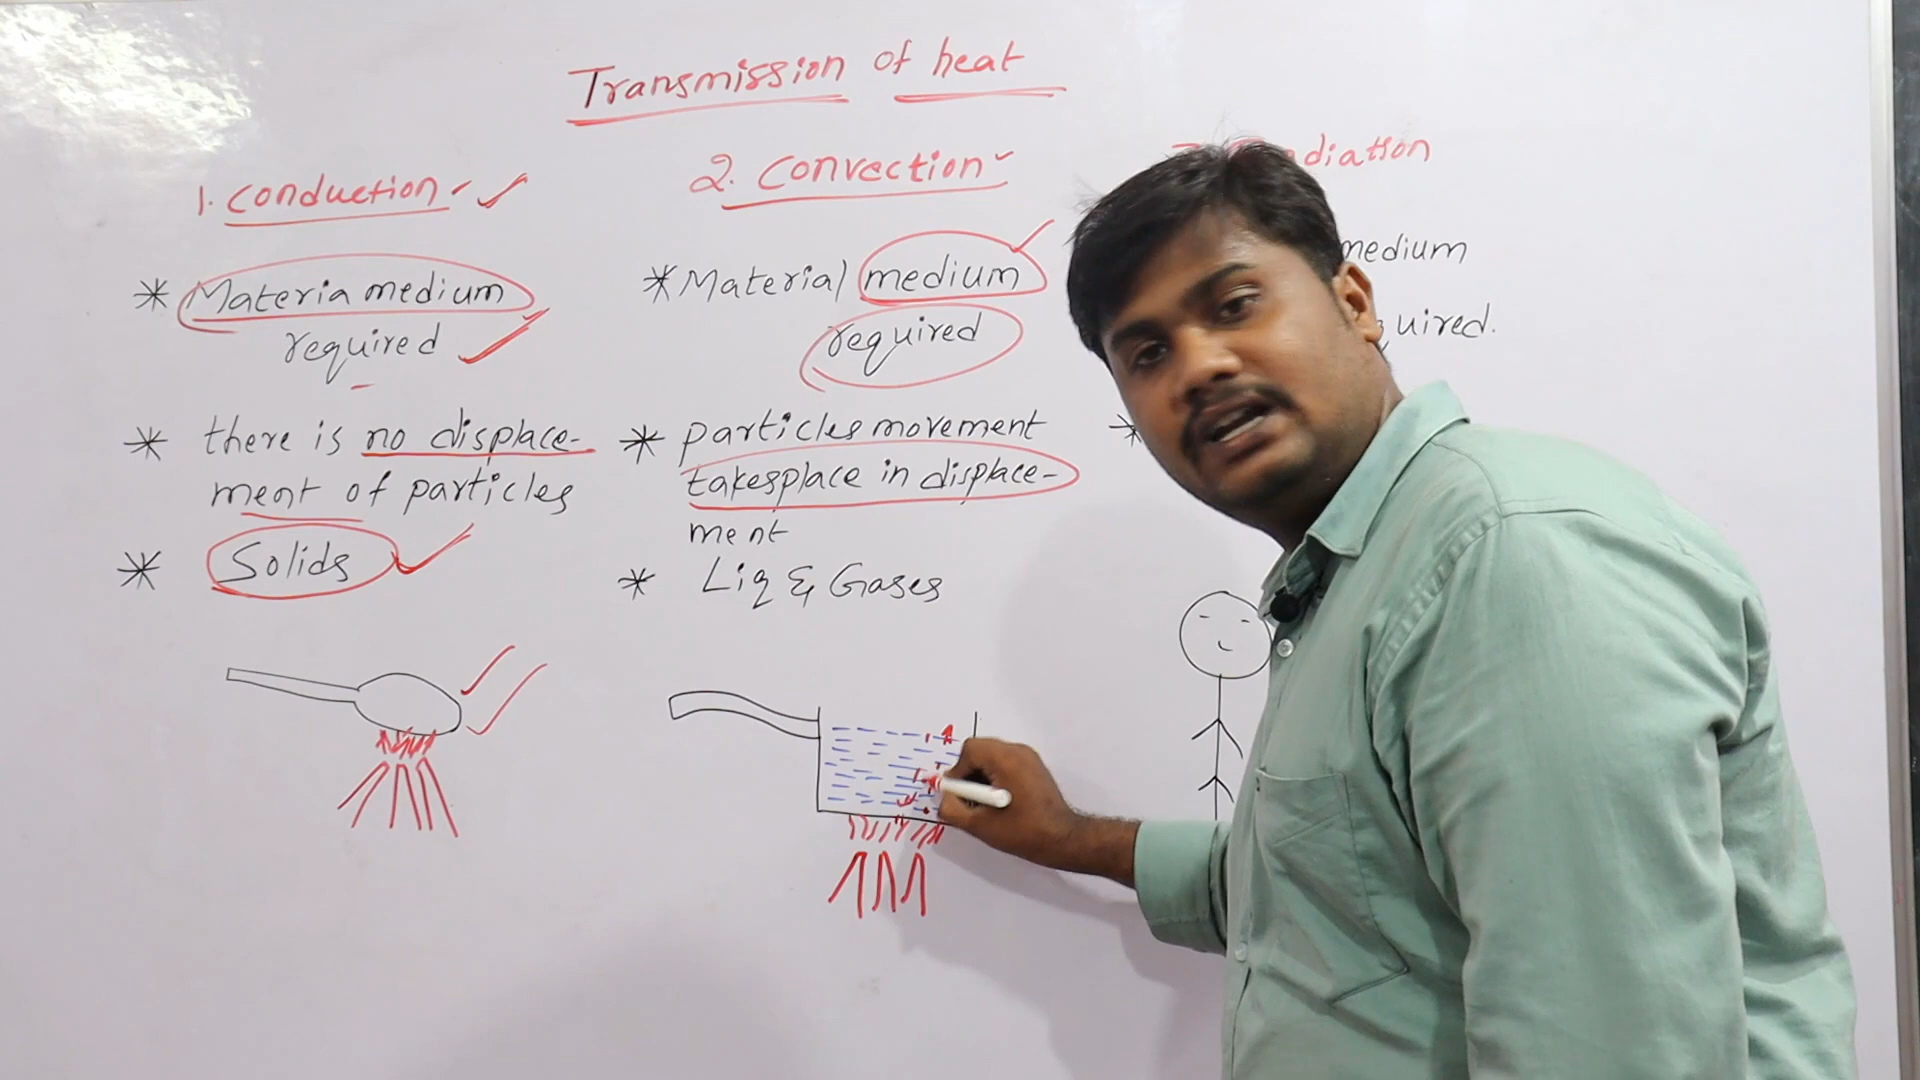 Transmission of heat
1. conduction
* Materia medium
required
* there is no displace-
ment of particles
* Solids
2. Convection
* Material medium
required
* particles movement
takesplace in displace-
ment
* Liq & Gases
diation
medium
uired.
*